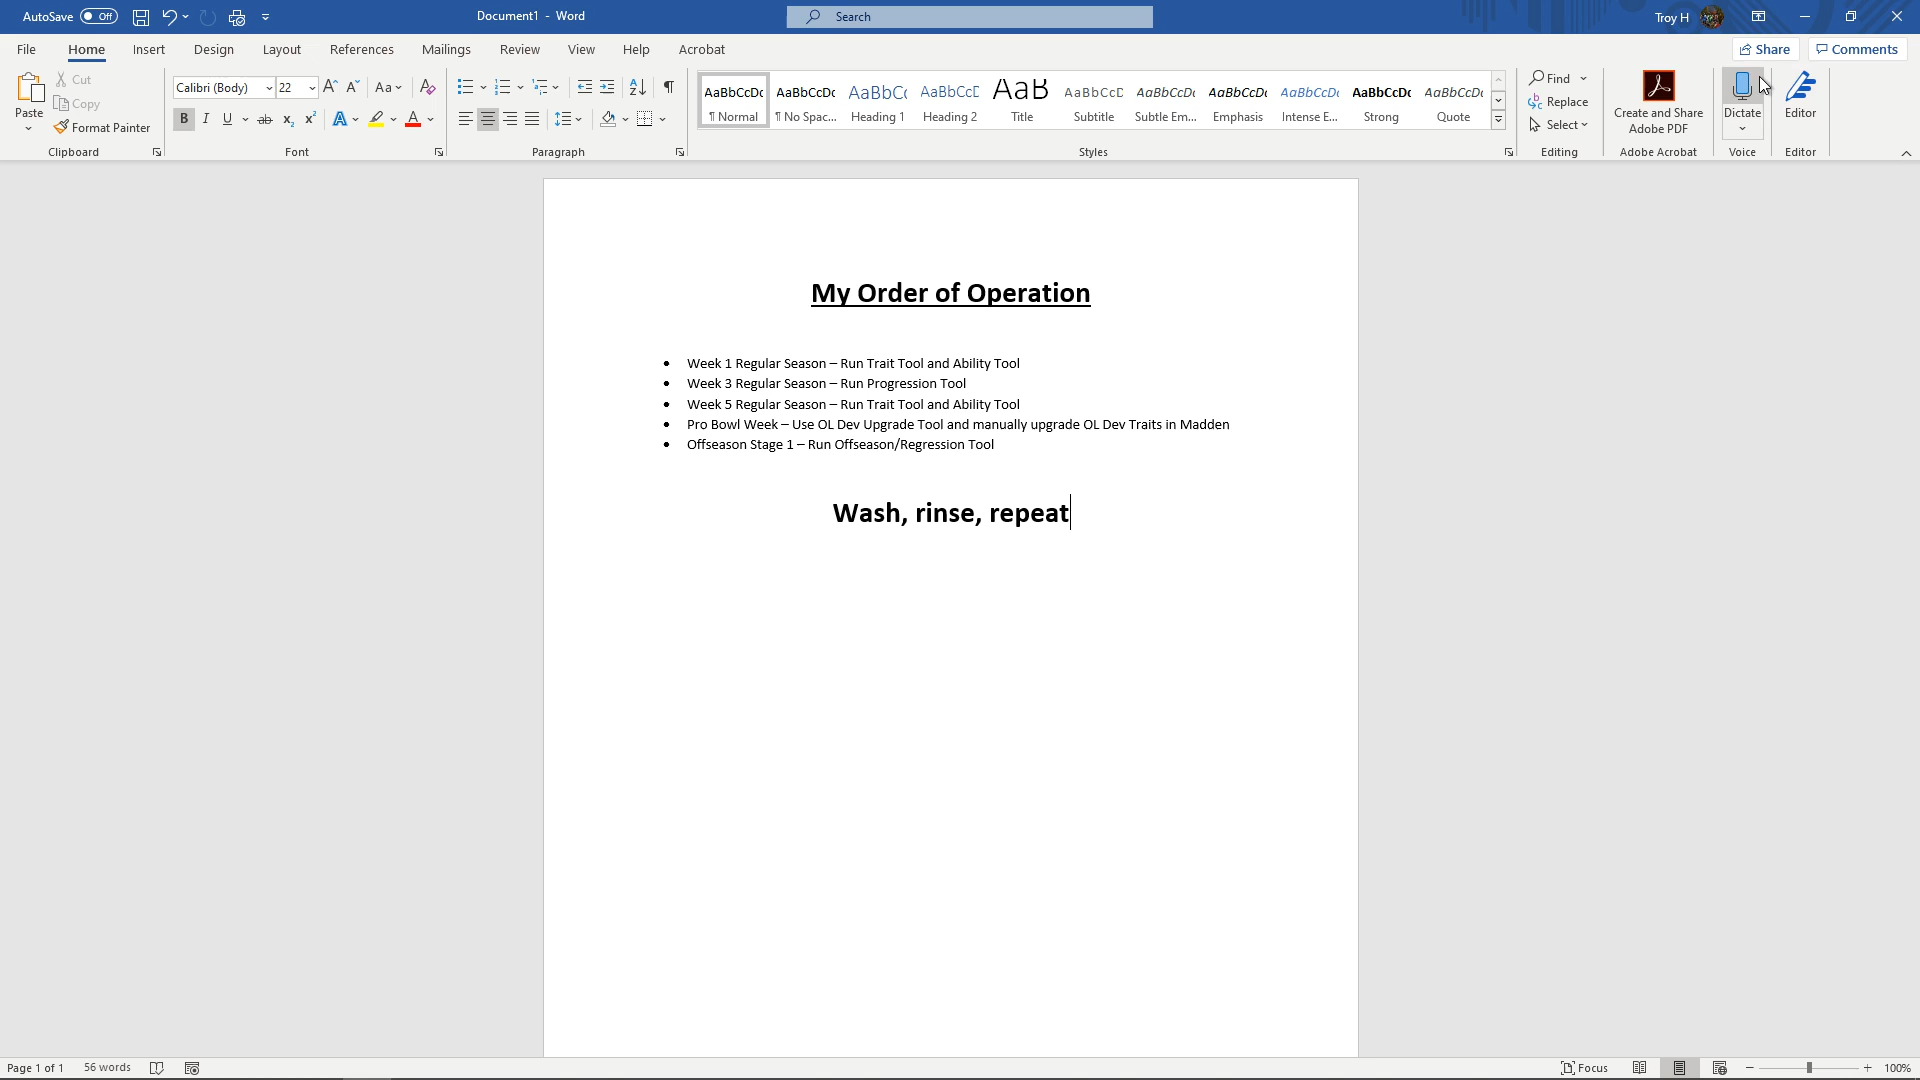 AutoSave Off Document1 - Word Search Troy H
File Home Insert Design Layout References Mailings Review View Help Acrobat Share Comments
Paste Cut Copy Format Painter
Clipboard
Calibri (Body) 22 Aa
Font
Paragraph
AaBbCcDc AaBbCcDc AaBbCc AaBbCcD AaB AaBbCcD AaBbCcDc AaBbCcDc AaBbCcDc AaBbCcDc AaBbCcDc
¶ Normal ¶ No Spac... Heading 1 Heading 2 Title Subtitle Subtle Em... Emphasis Intense E... Strong Quote
Styles
Find
Replace
Select
Editing
Create and Share
Adobe PDF
Adobe Acrobat
Dictate
Voice
Editor
Editor
My Order of Operation
• Week 1 Regular Season – Run Trait Tool and Ability Tool
• Week 3 Regular Season – Run Progression Tool
• Week 5 Regular Season – Run Trait Tool and Ability Tool
• Pro Bowl Week – Use OL Dev Upgrade Tool and manually upgrade OL Dev Traits in Madden
• Offseason Stage 1 – Run Offseason/Regression Tool
Wash, rinse, repeat
Page 1 of 1 56 words Focus 100%